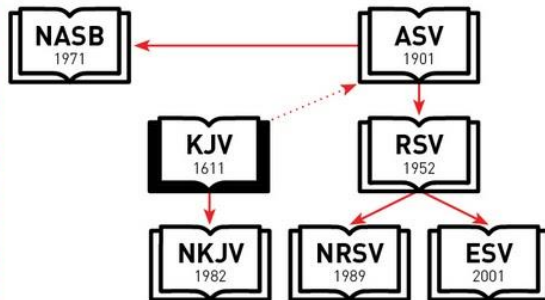 NASB
1971
ASV
1901
KJV
1611
RSV
1952
NKJV
1982
NRSV
1989
ESV
2001